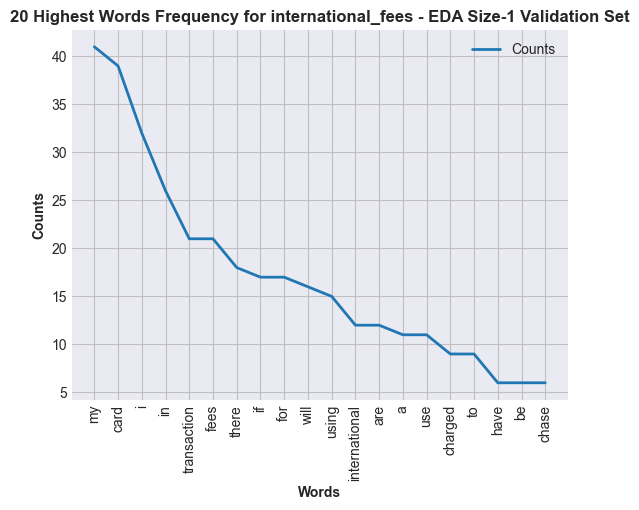 20 Highest Words Frequency for international_fees - EDA Size-1 Validation Set
Counts
40
35
30
25
20
15
10
5
Counts
my
card
i
in
transaction
fees
there
if
for
will
using
international
are
a
use
charged
to
have
be
chase
Words